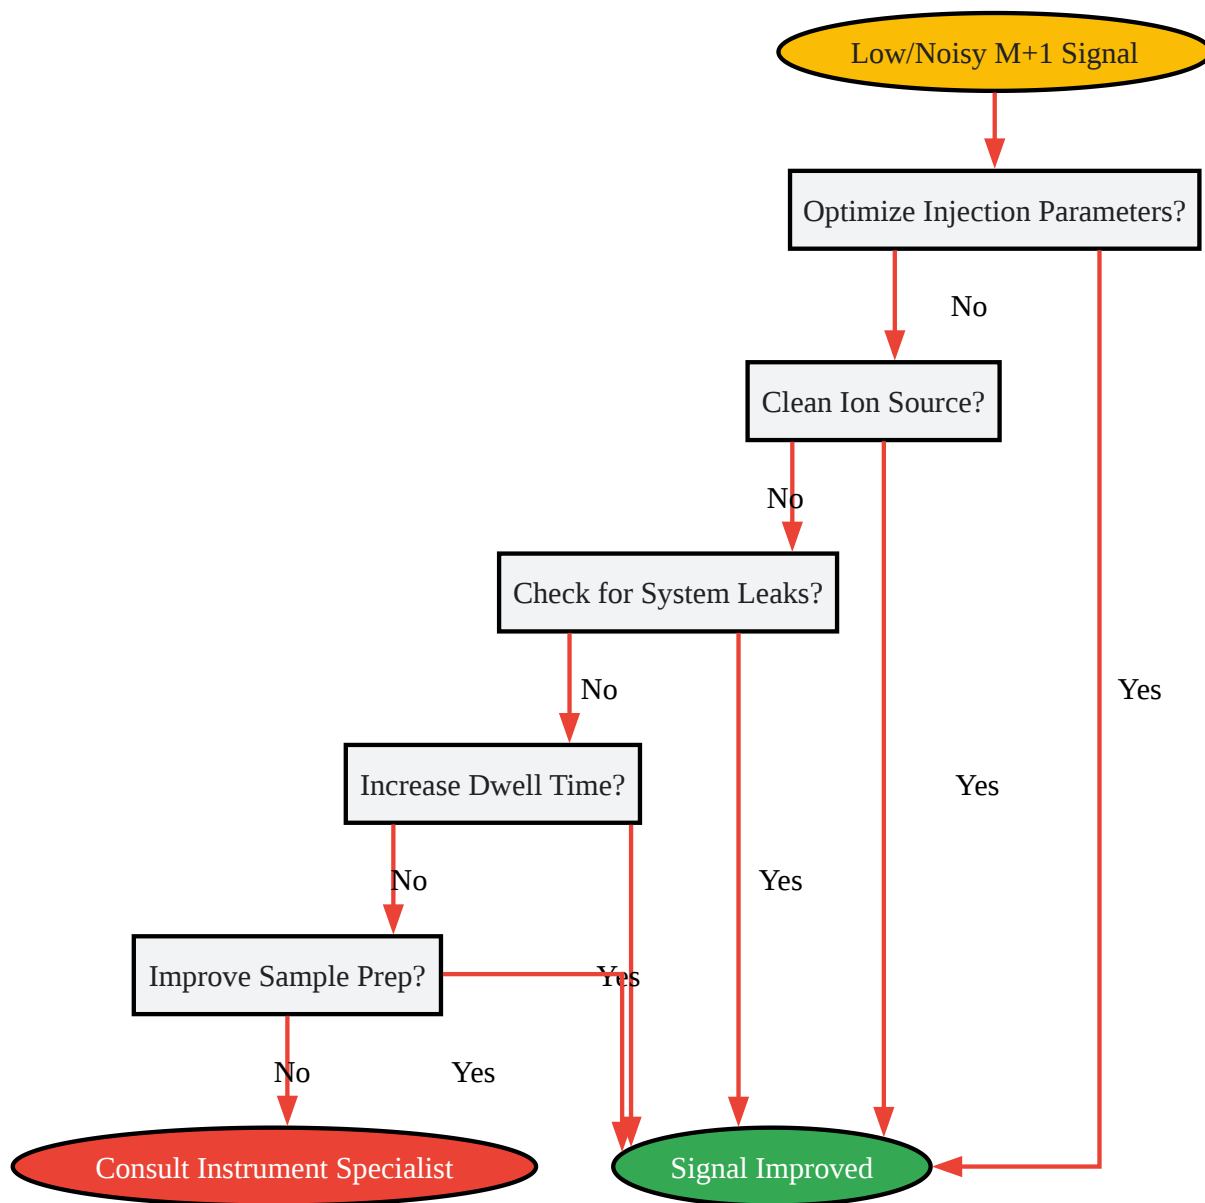 Low/Noisy M+1 Signal
Optimize Injection Parameters?
No
Clean Ion Source?
No
Check for System Leaks?
No
Yes
Increase Dwell Time?
Yes
No
Yes
Improve Sample Prep?
Yes
No
Yes
Consult Instrument Specialist
Signal Improved